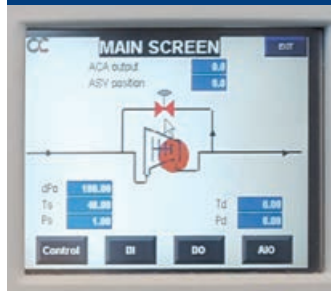 CC MAIN SCREEN EXIT
ACA output 0.0
ASV position 0.0
dPo 100.00
Ts 40.00
Ps 1.00
Td 0.00
Pd 0.00
Control DI DO AIO